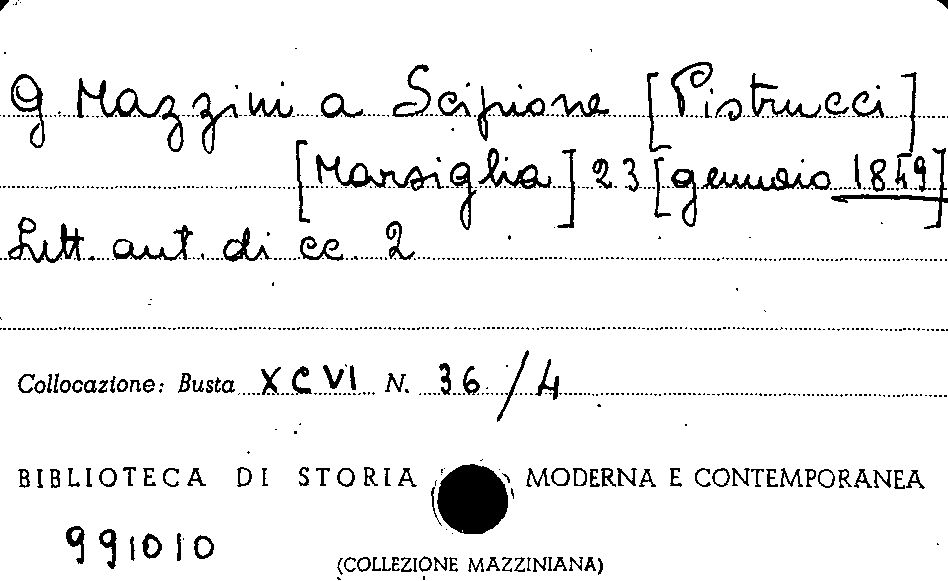 G. Mazzini a Scipione [Pistrucci]
[Marsiglia] 23 [gennaio 1849]
Lett. aut. di cc. 2
Collocazione: Busta XCVI N. 36/4
BIBLIOTECA DI STORIA MODERNA E CONTEMPORANEA
991010
(COLLEZIONE MAZZINIANA)